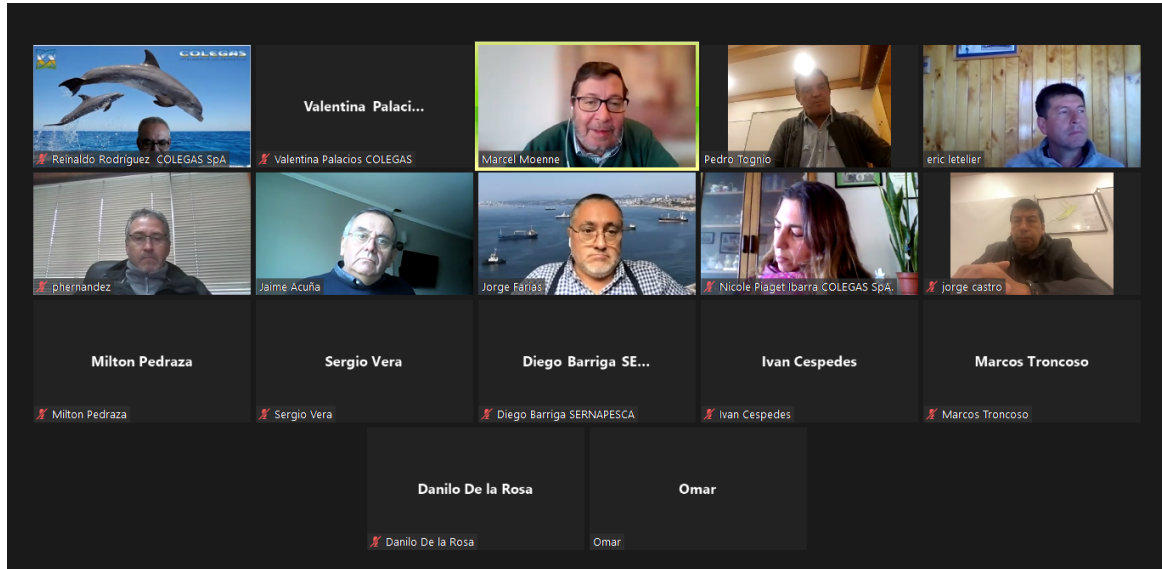 COLEGAS
Reinaldo Rodríguez COLEGAS SpA
Valentina Palaci...
Valentina Palacios COLEGAS
Marcel Moenne
Pedro Tognio
eric letelier
phernandez
Jaime Acuña
Jorge Farías
Nicole Piaget Ibarra COLEGAS SpA.
jorge castro
Milton Pedraza
Milton Pedraza
Sergio Vera
Sergio Vera
Diego Barriga SE...
Diego Barriga SERNAPESCA
Ivan Cespedes
Ivan Cespedes
Marcos Troncoso
Marcos Troncoso
Danilo De la Rosa
Danilo De la Rosa
Omar
Omar